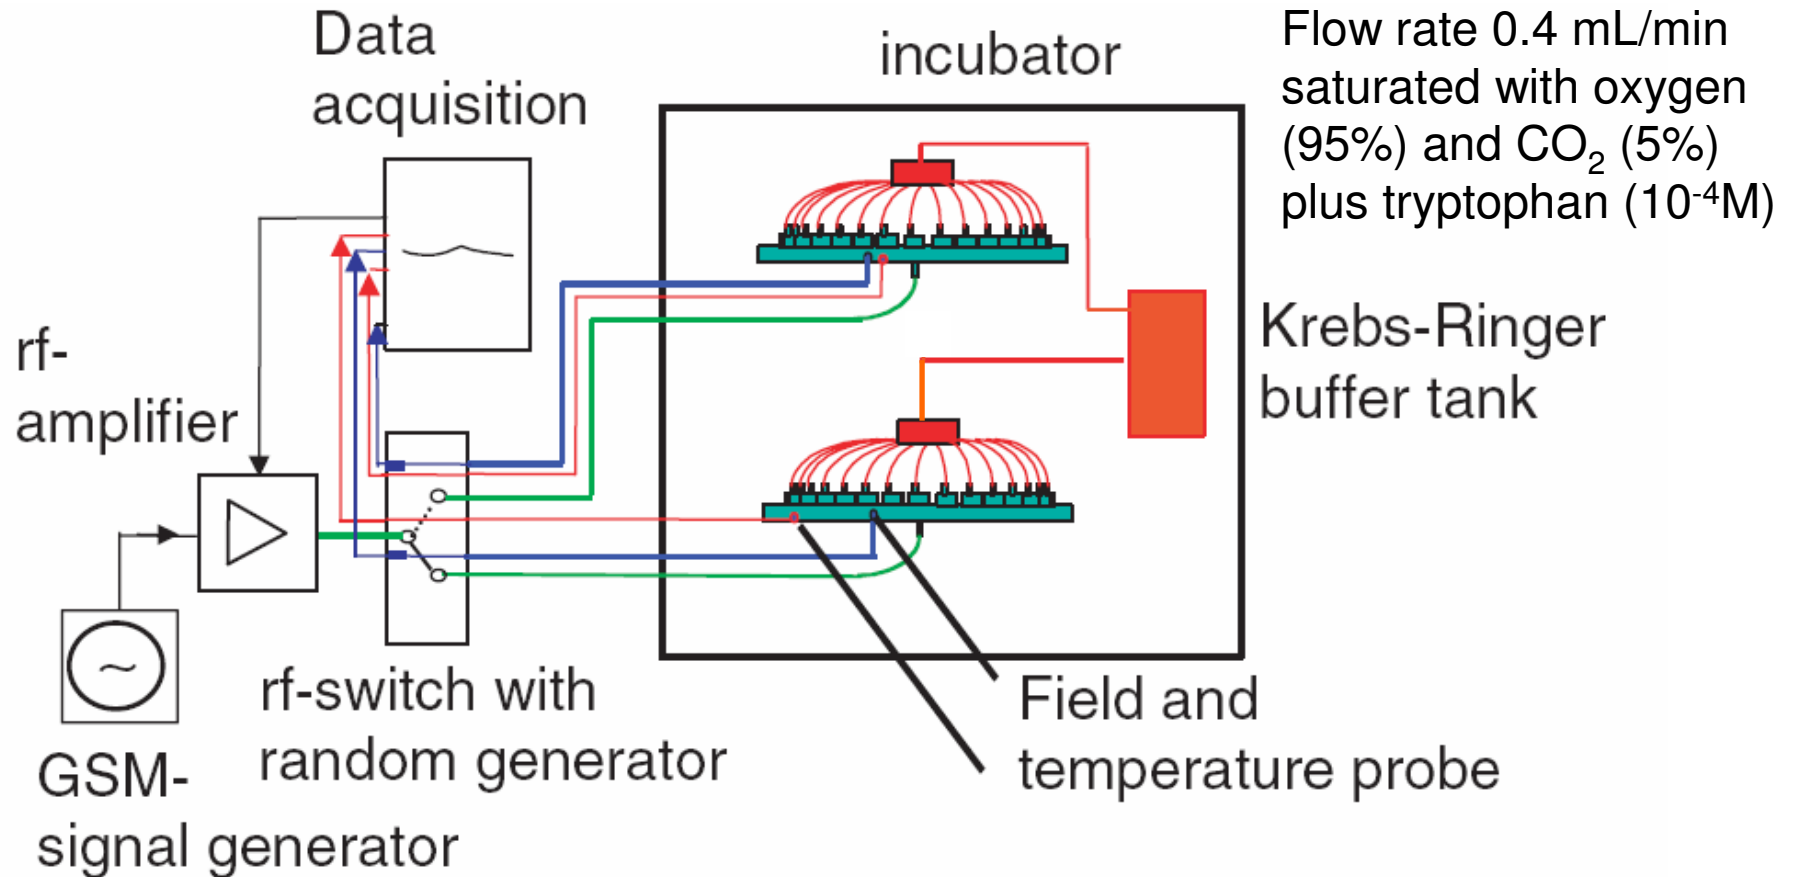 Data
acquisition
incubator
Flow rate 0.4 mL/min
saturated with oxygen
(95%) and CO₂ (5%)
plus tryptophan (10⁻⁴M)
rf-
amplifier
Krebs-Ringer
buffer tank
rf-switch with
random generator
Field and
temperature probe
GSM-
signal generator
~